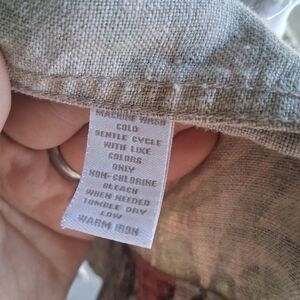 MACHINE WASH
COLD
GENTLE CYCLE
WITH LIKE
COLORS
ONLY
NON-CHLORINE
BLEACH
WHEN NEEDED
TUMBLE DRY
LOW
WARM IRON